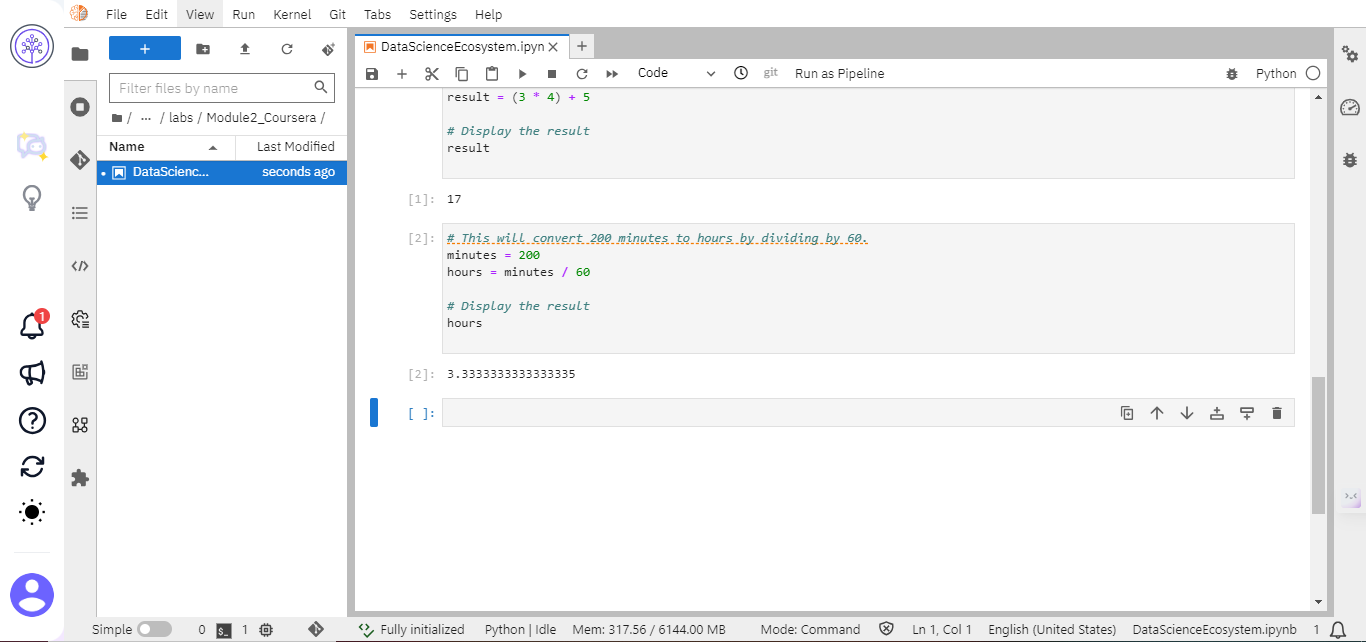 File Edit View Run Kernel Git Tabs Settings Help
+
DataScienceEcosystem.ipyn
+
Code
git
Run as Pipeline
Python
Filter files by name
/ ... / labs / Module2_Coursera /
Name Last Modified
DataScienc... seconds ago
result = (3 * 4) + 5
# Display the result
result
[1]: 17
[2]: # This will convert 200 minutes to hours by dividing by 60.
minutes = 200
hours = minutes / 60
# Display the result
hours
[2]: 3.3333333333333335
[ ]:
1
Simple 0 $_ 1 Fully initialized Python | Idle Mem: 317.56 / 6144.00 MB Mode: Command Ln 1, Col 1 English (United States) DataScienceEcosystem.ipynb 1